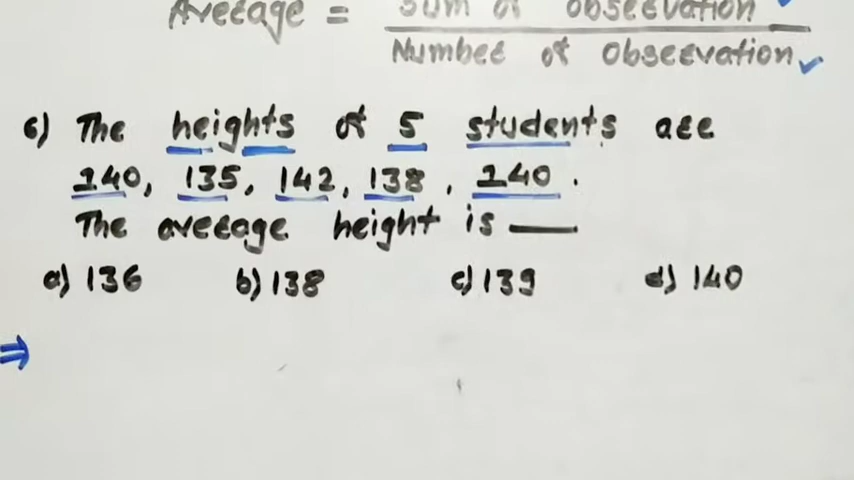 Average = Sum of Observation
Number of Observation
6) The heights of 5 students are
140, 135, 142, 138, 140.
The average height is ___
a) 136 b) 138 c) 139 d) 140
⇒